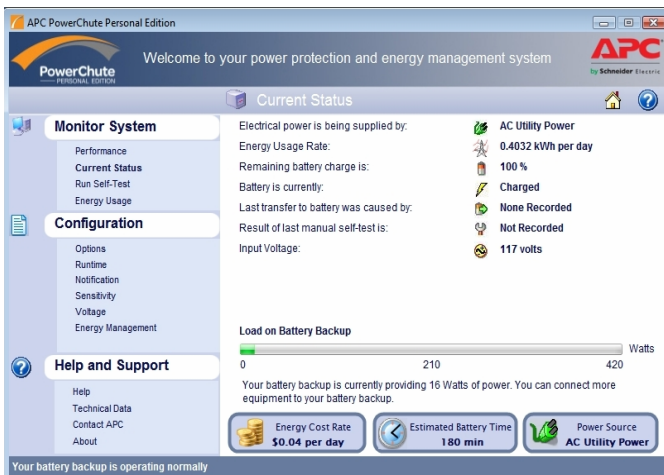 APC PowerChute Personal Edition
PowerChute
PERSONAL EDITION
Welcome to your power protection and energy management system
APC
by Schneider Electric
Current Status
Monitor System
Performance
Current Status
Run Self-Test
Energy Usage
Configuration
Options
Runtime
Notification
Sensitivity
Voltage
Energy Management
Help and Support
Help
Technical Data
Contact APC
About
Electrical power is being supplied by: AC Utility Power
Energy Usage Rate: 0.4032 kWh per day
Remaining battery charge is: 100 %
Battery is currently: Charged
Last transfer to battery was caused by: None Recorded
Result of last manual self-test is: Not Recorded
Input Voltage: 117 volts
Load on Battery Backup
Watts
0 210 420
Your battery backup is currently providing 16 Watts of power. You can connect more
equipment to your battery backup.
Energy Cost Rate
$0.04 per day
Estimated Battery Time
180 min
Power Source
AC Utility Power
Your battery backup is operating normally